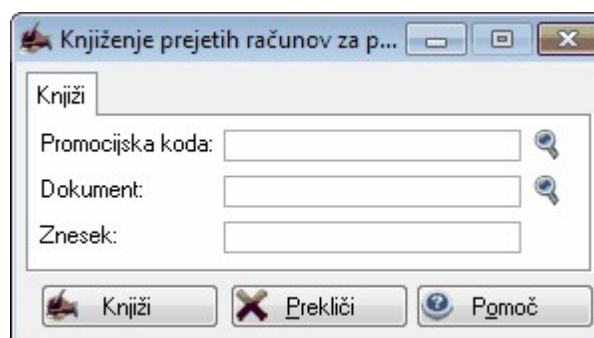 Knjiženje prejetih računov za p...
Knjiži
Promocijska koda:
Dokument:
Znesek:
Knjiži Prekliči Pomoč